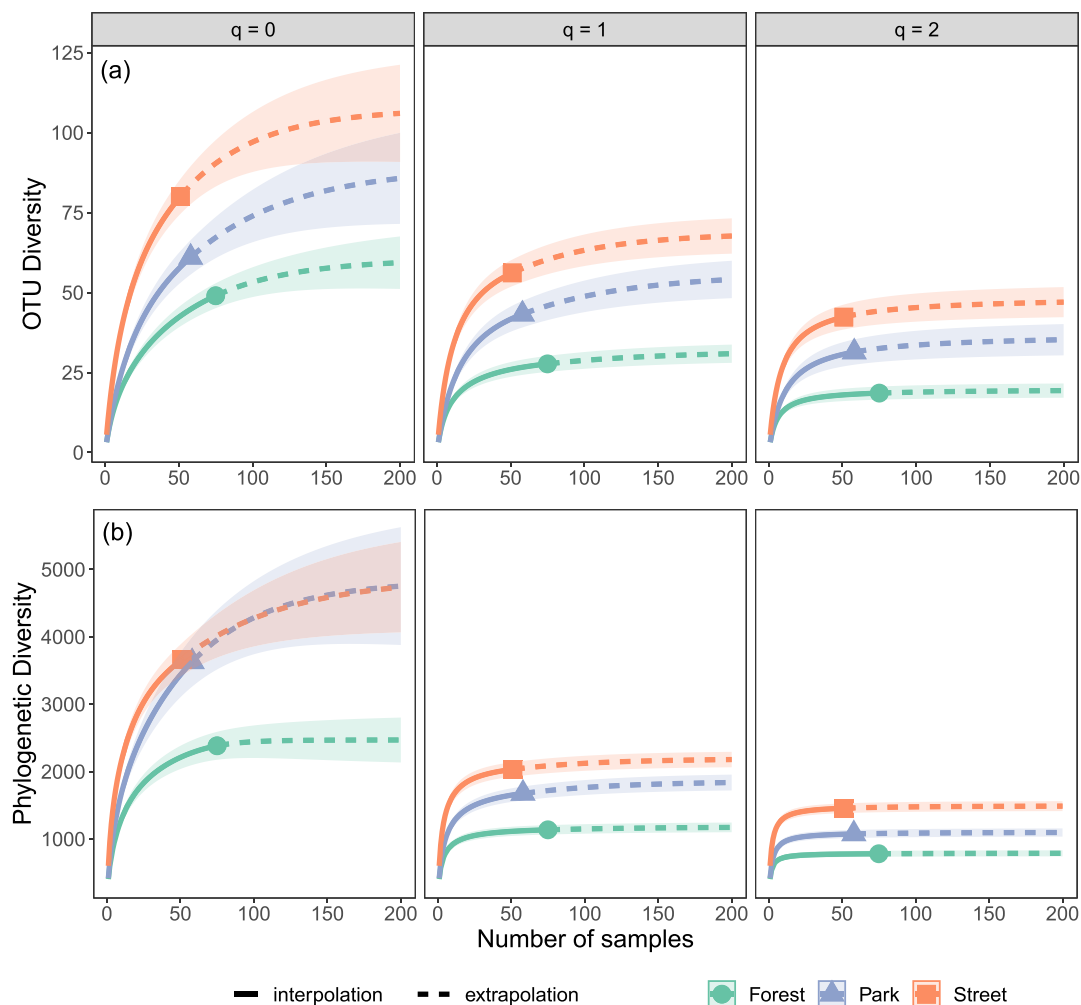 q = 0 q = 1 q = 2
(a)
OTU Diversity
125
100
75
50
25
0
0 50 100 150 200 0 50 100 150 200 0 50 100 150 200
(b)
Phylogenetic Diversity
5000
4000
3000
2000
1000
0 50 100 150 200 0 50 100 150 200 0 50 100 150 200
Number of samples
interpolation extrapolation Forest Park Street